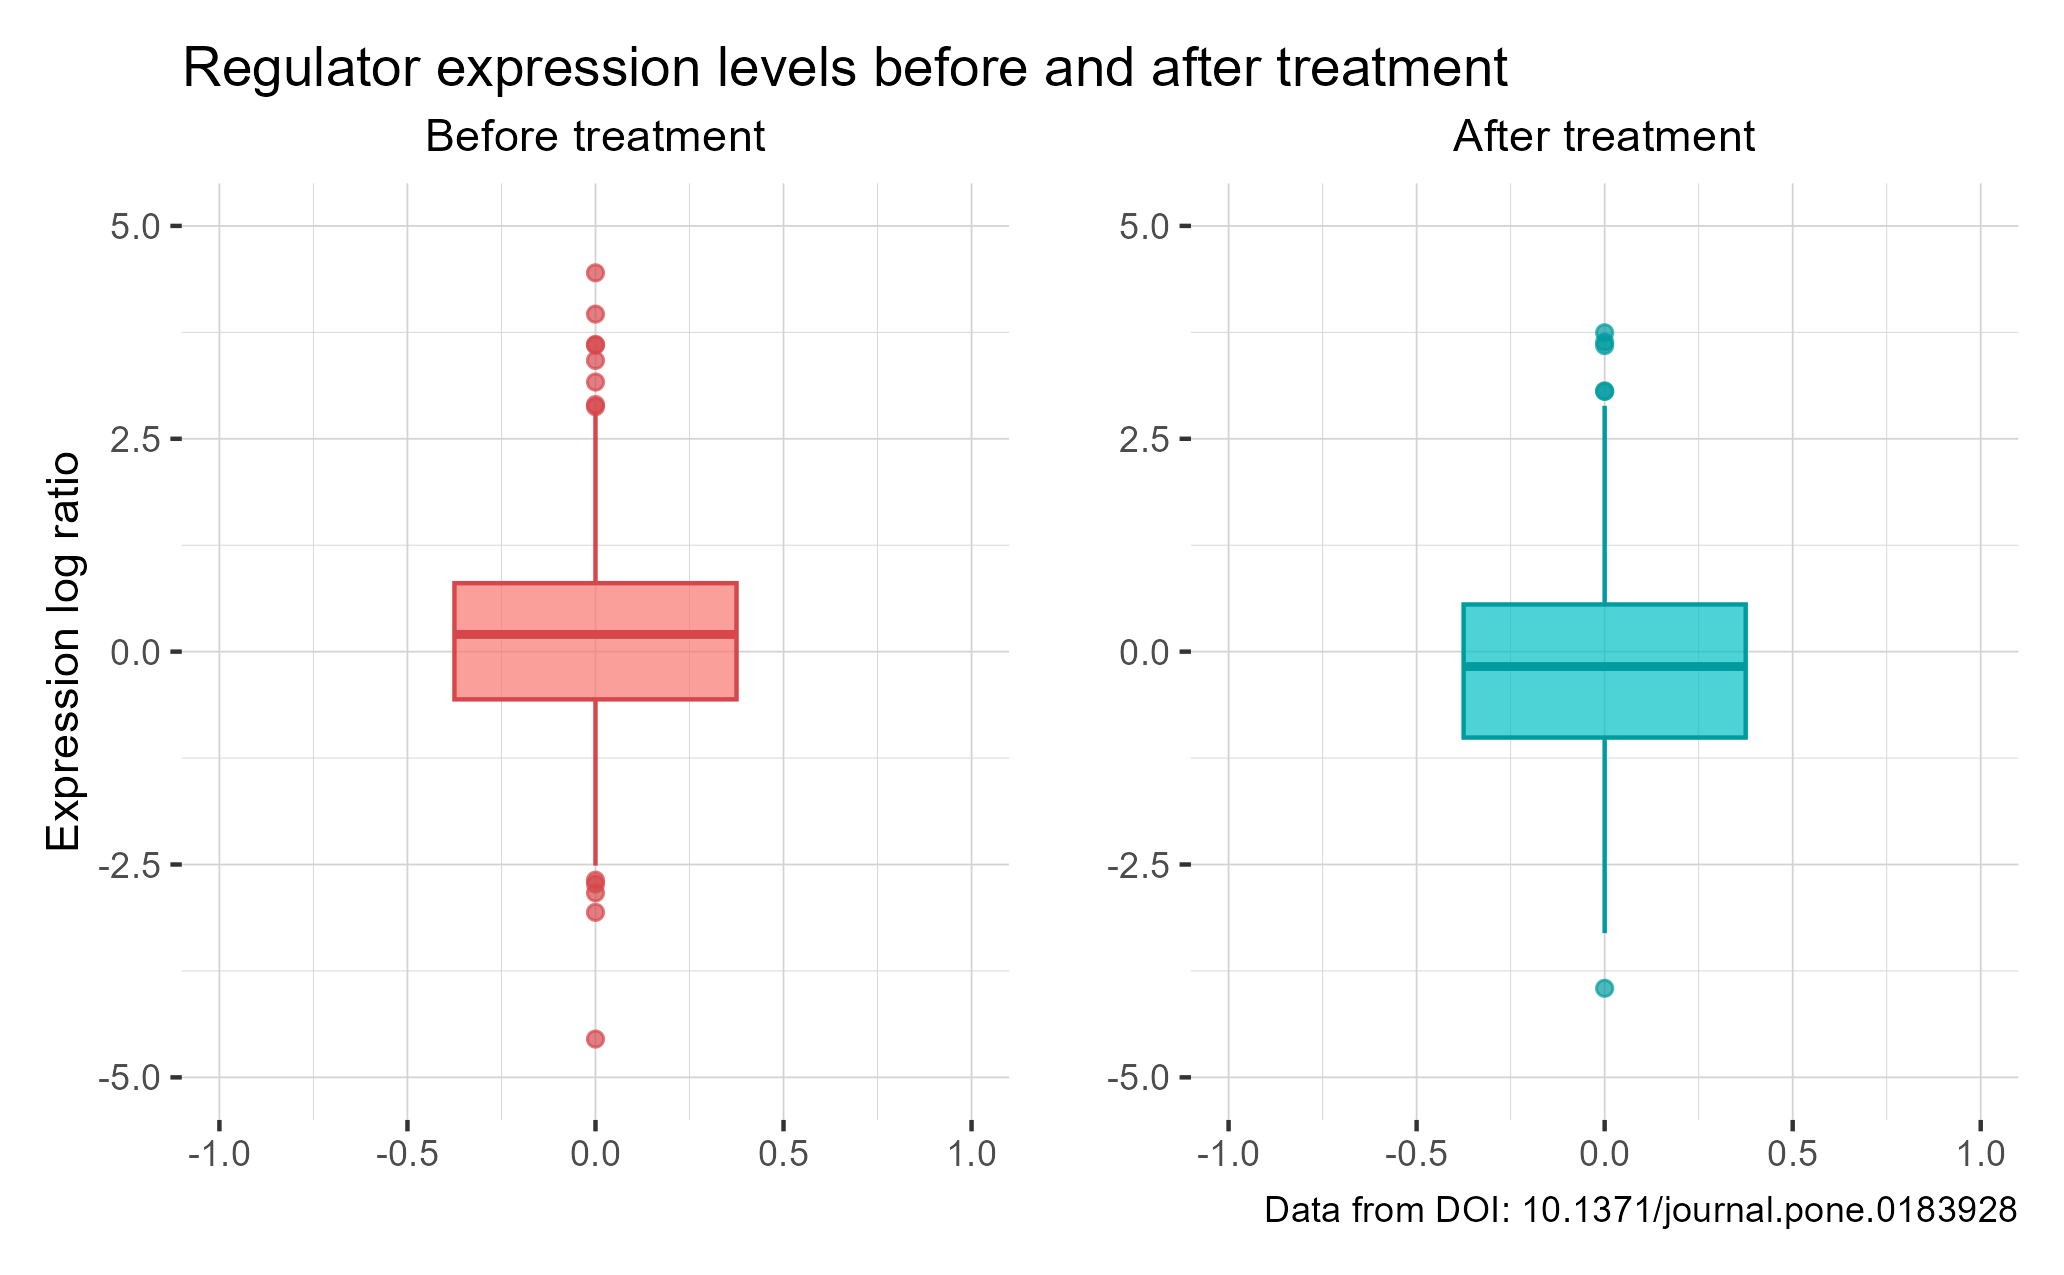 Regulator expression levels before and after treatment
Before treatment
After treatment
Expression log ratio
5.0
2.5
0.0
-2.5
-5.0
-1.0 -0.5 0.0 0.5 1.0
5.0
2.5
0.0
-2.5
-5.0
-1.0 -0.5 0.0 0.5 1.0
Data from DOI: 10.1371/journal.pone.0183928